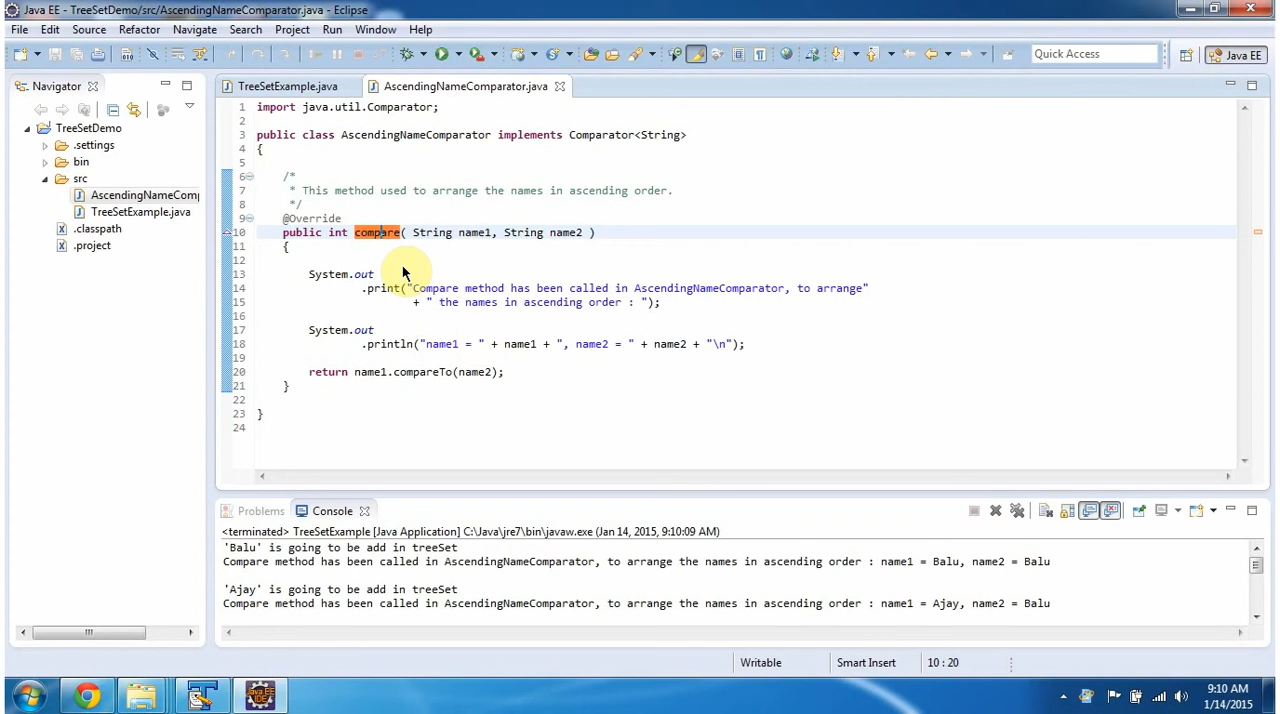 Java EE - TreeSetDemo/src/AscendingNameComparator.java - Eclipse
File Edit Source Refactor Navigate Search Project Run Window Help
Quick Access
Java EE
Navigator
TreeSetDemo
.settings
bin
src
AscendingNameComp
TreeSetExample.java
.classpath
.project
TreeSetExample.java AscendingNameComparator.java
1 import java.util.Comparator;
2
3 public class AscendingNameComparator implements Comparator<String>
4 {
5
6 /*
7 * This method used to arrange the names in ascending order.
8 */
9 @Override
10 public int compare( String name1, String name2 )
11 {
12
13 System.out
14 .print("Compare method has been called in AscendingNameComparator, to arrange"
15 + " the names in ascending order : ");
16
17 System.out
18 .println("name1 = " + name1 + ", name2 = " + name2 + "\n");
19
20 return name1.compareTo(name2);
21 }
22
23 }
24
Problems Console
<terminated> TreeSetExample [Java Application] C:\Java\jre7\bin\javaw.exe (Jan 14, 2015, 9:10:09 AM)
'Balu' is going to be add in treeSet
Compare method has been called in AscendingNameComparator, to arrange the names in ascending order : name1 = Balu, name2 = Balu
'Ajay' is going to be add in treeSet
Compare method has been called in AscendingNameComparator, to arrange the names in ascending order : name1 = Ajay, name2 = Balu
Writable Smart Insert 10 : 20
Java EE
IDE
9:10 AM
1/14/2015